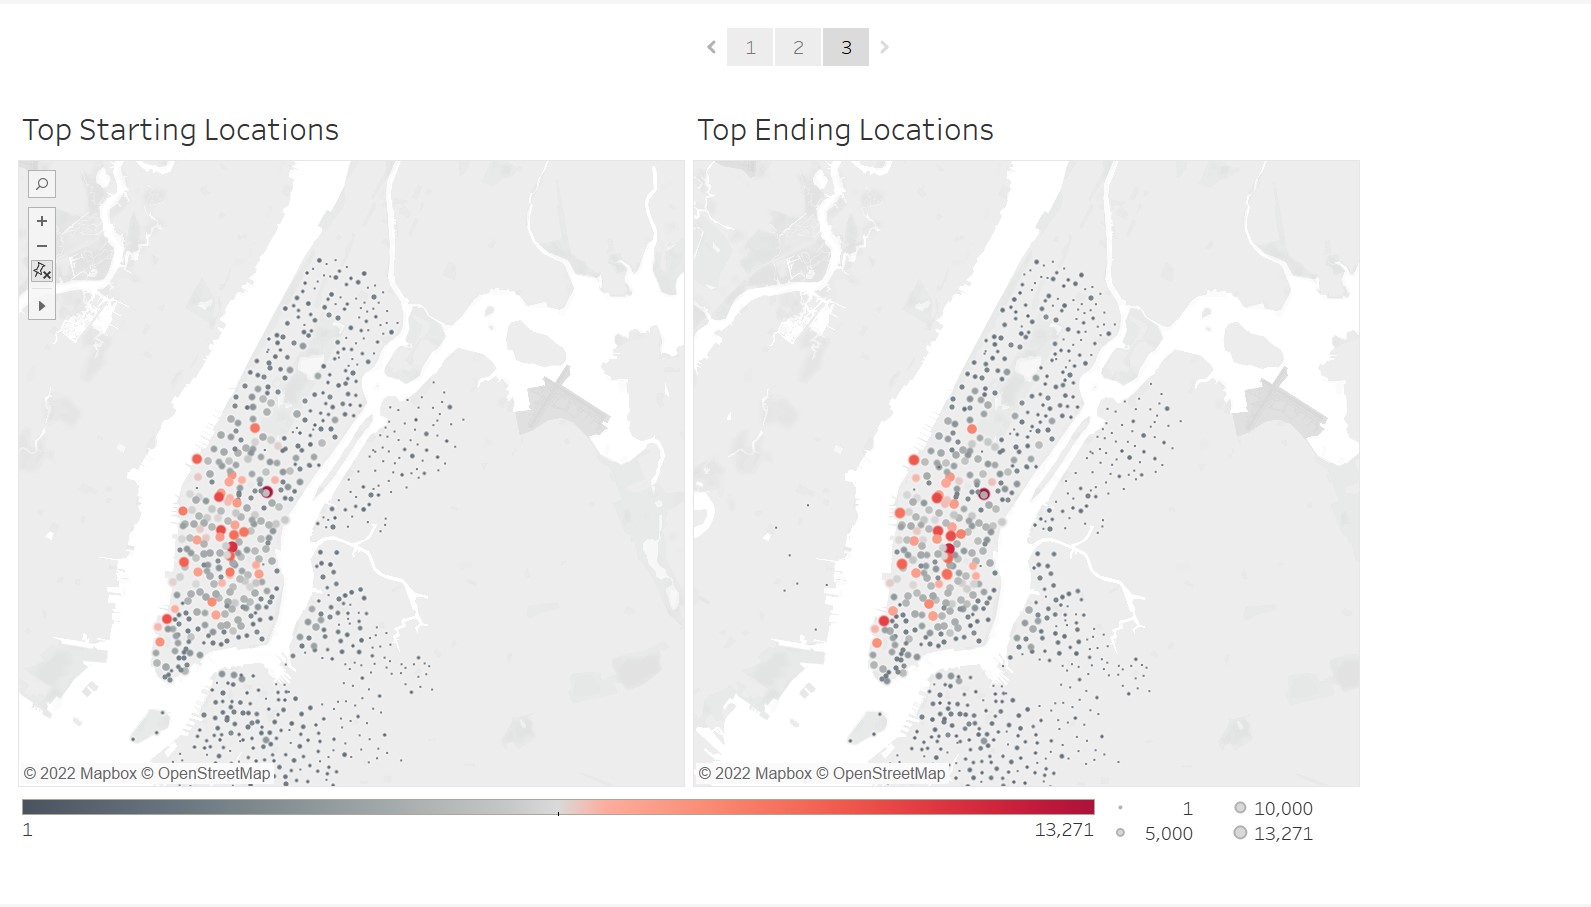 1 2 3
Top Starting Locations
Top Ending Locations
© 2022 Mapbox © OpenStreetMap
© 2022 Mapbox © OpenStreetMap
1
13,271
1
10,000
5,000
13,271